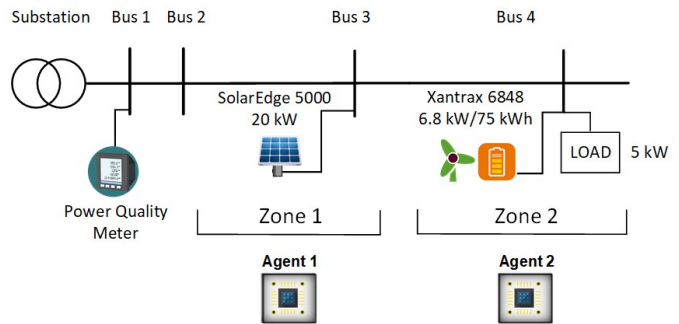 Substation
Bus 1
Bus 2
Bus 3
Bus 4
SolarEdge 5000
20 kW
Xantrax 6848
6.8 kW/75 kWh
LOAD
5 kW
Power Quality
Meter
Zone 1
Zone 2
Agent 1
Agent 2